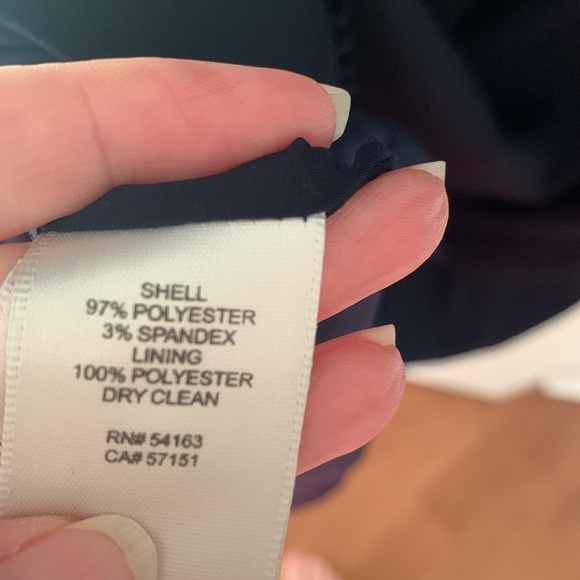 SHELL
97% POLYESTER
3% SPANDEX
LINING
100% POLYESTER
DRY CLEAN
RN# 54163
CA# 57151